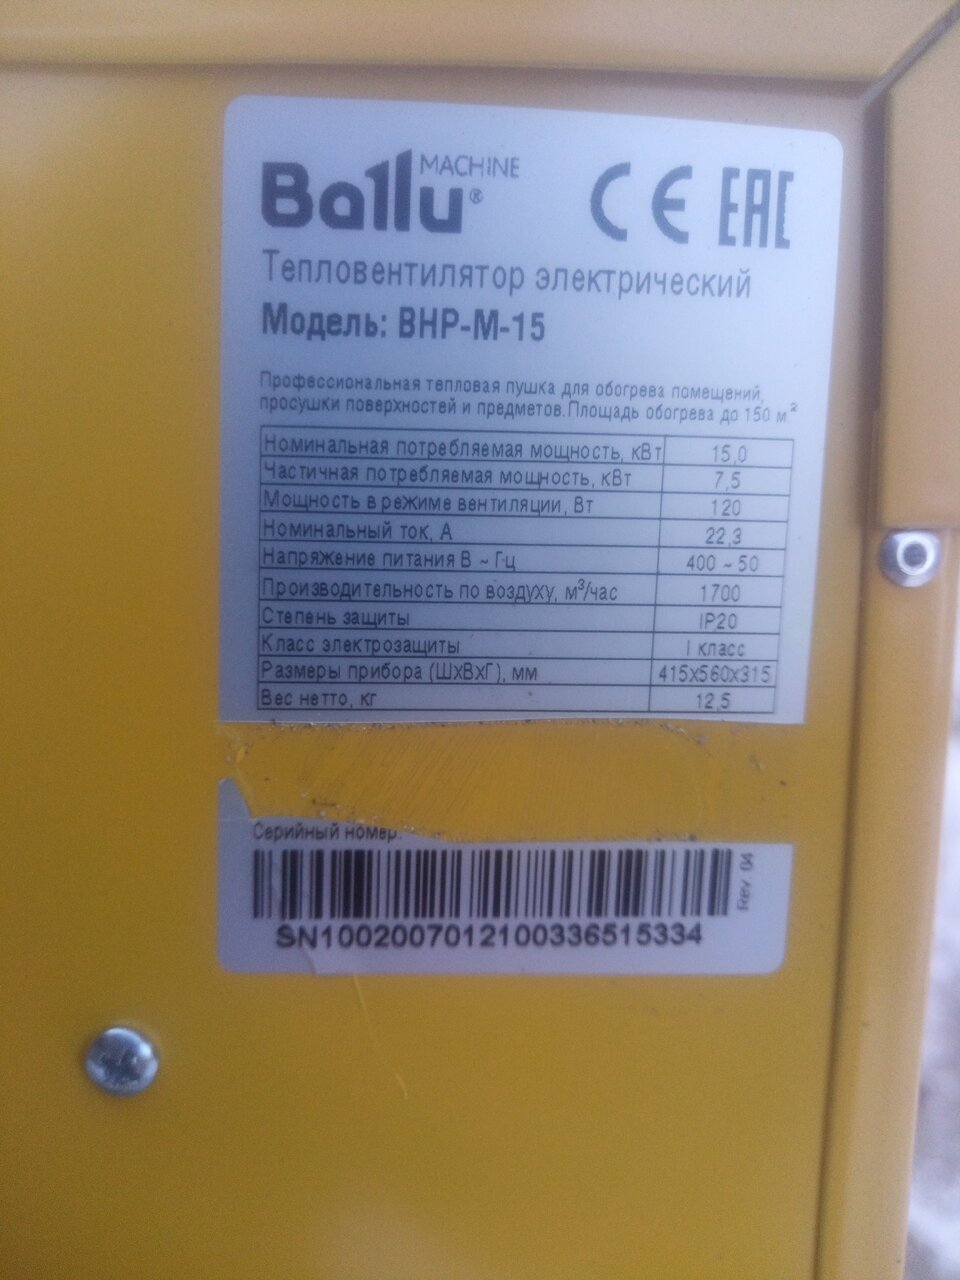 Ballu® MACHINE CE EAC
Тепловентилятор электрический
Модель: BHP-M-15
Профессиональная тепловая пушка для обогрева помещений,
просушки поверхностей и предметов. Площадь обогрева до 150 м²
Номинальная потребляемая мощность, кВт 15,0
Частичная потребляемая мощность, кВт 7,5
Мощность в режиме вентиляции, Вт 120
Номинальный ток, А 22,3
Напряжение питания В ~ Гц 400 ~ 50
Производительность по воздуху, м³/час 1700
Степень защиты IP20
Класс электрозащиты I класс
Размеры прибора (ШхВхГ), мм 415x560x315
Вес нетто, кг 12,5
Серийный номер:
Rev. 04
SN1002007012100336515334